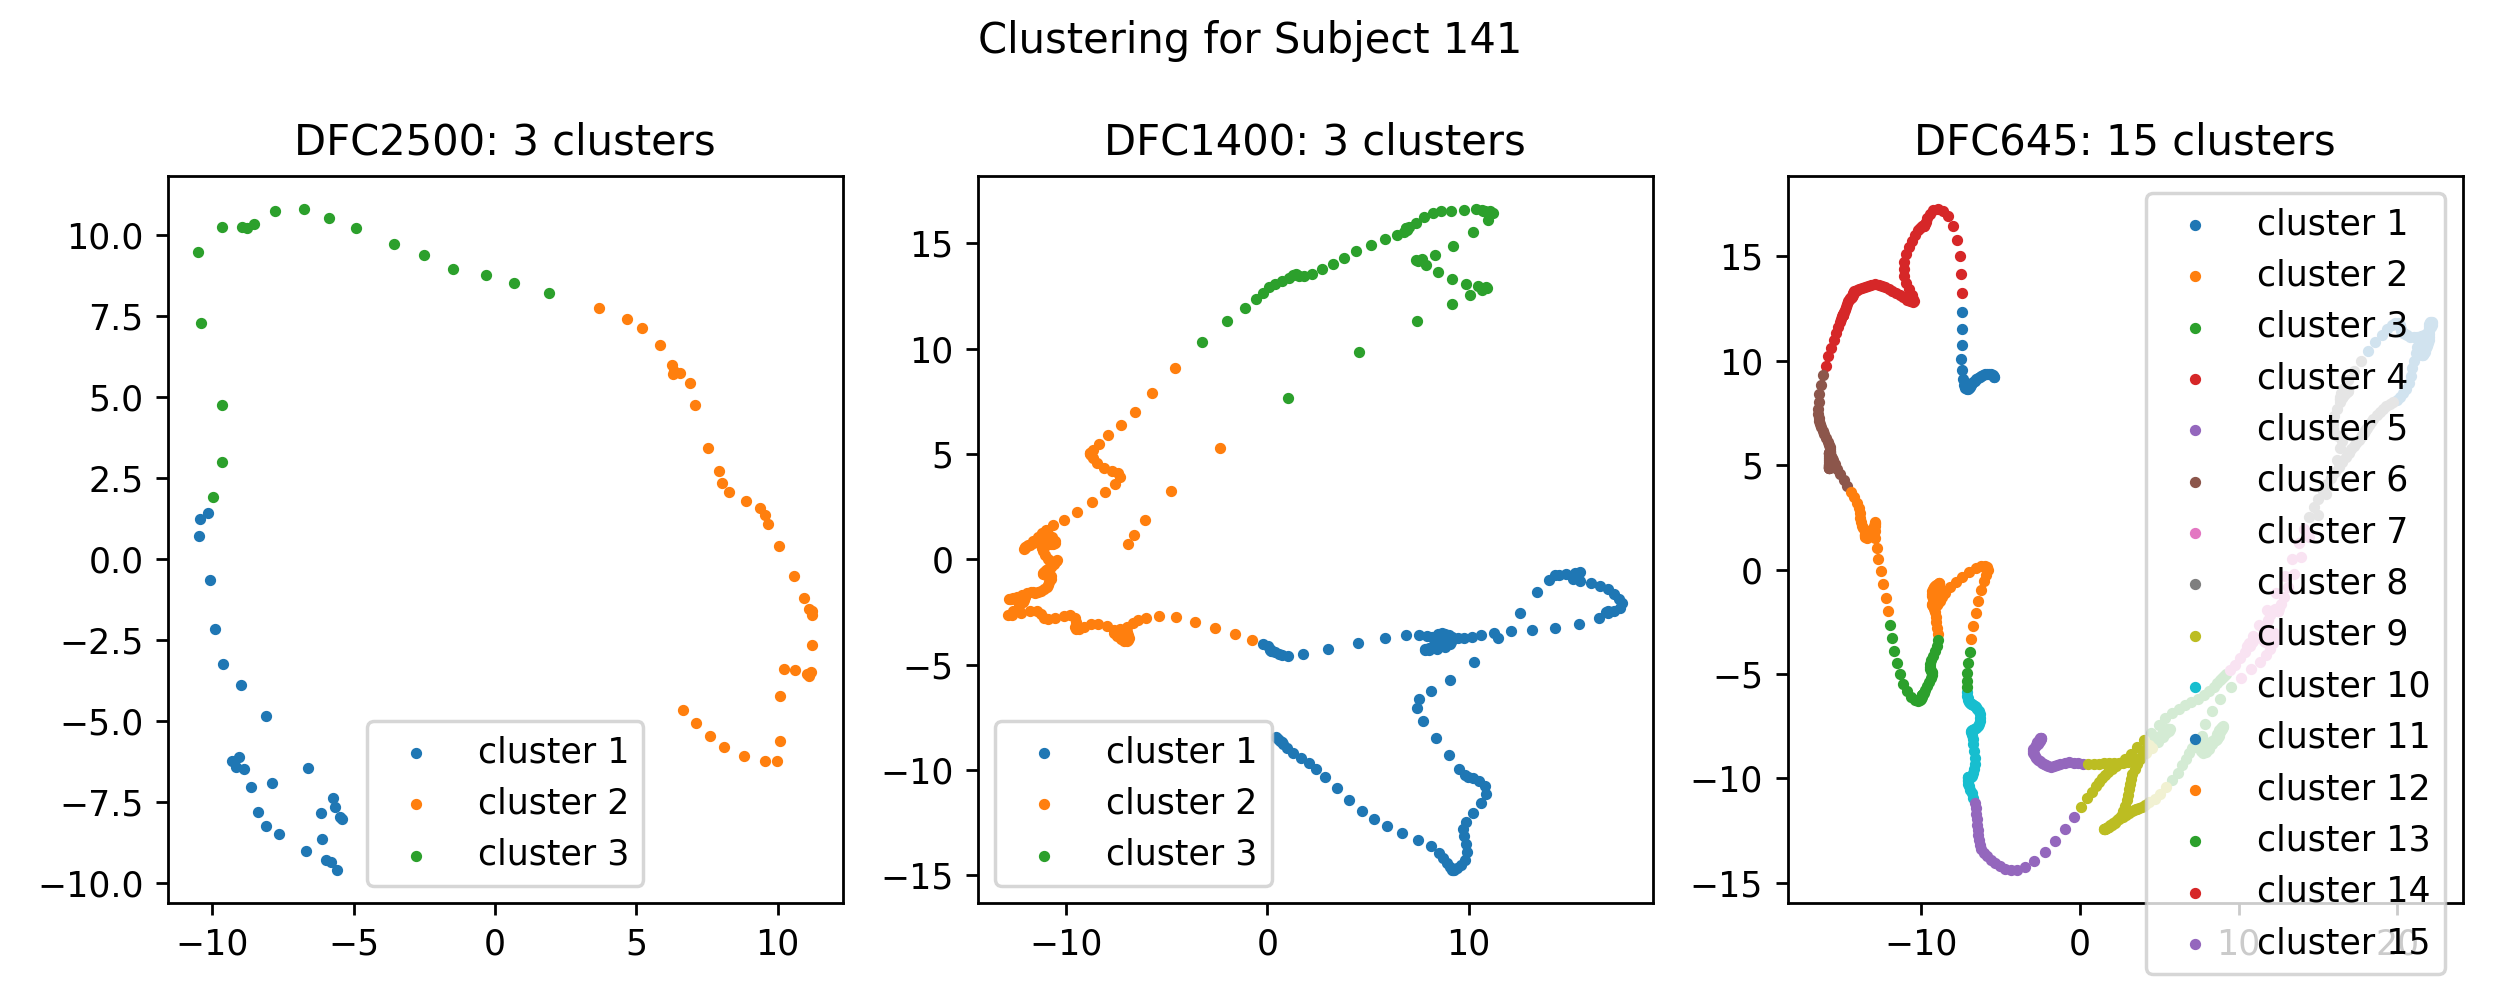 Clustering for Subject 141
DFC2500: 3 clusters
10.0
7.5
5.0
2.5
0.0
−2.5
−5.0
−7.5
−10.0
−10
−5
0
5
10
cluster 1
cluster 2
cluster 3
DFC1400: 3 clusters
15
10
5
0
−5
−10
−15
−10
0
10
cluster 1
cluster 2
cluster 3
DFC645: 15 clusters
15
10
5
0
−5
−10
−15
−10
0
10
20
cluster 1
cluster 2
cluster 3
cluster 4
cluster 5
cluster 6
cluster 7
cluster 8
cluster 9
cluster 10
cluster 11
cluster 12
cluster 13
cluster 14
cluster 15